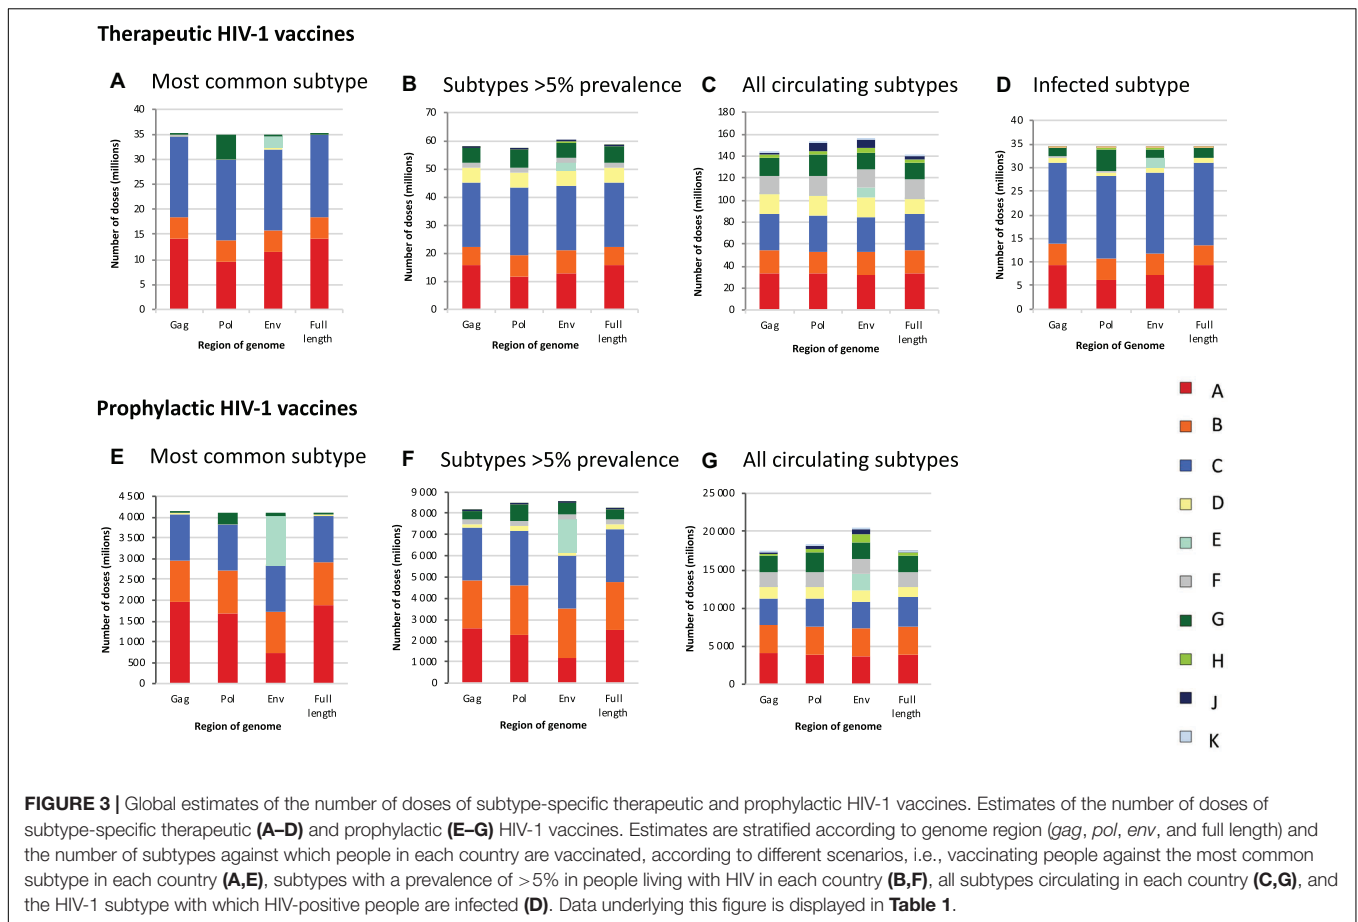 Therapeutic HIV-1 vaccines
A Most common subtype
Number of doses (millions)
40
35
30
25
20
15
10
5
0
Gag Pol Env Full length
Region of genome
B Subtypes >5% prevalence
Number of doses (millions)
70
60
50
40
30
20
10
0
Gag Pol Env Full length
Region of genome
C All circulating subtypes
Number of doses (millions)
180
160
140
120
100
80
60
40
20
0
Gag Pol Env Full length
Region of genome
D Infected subtype
Number of doses (millions)
40
35
30
25
20
15
10
5
0
Gag Pol Env Full length
Region of Genome
Prophylactic HIV-1 vaccines
E Most common subtype
Number of doses (milions)
4 500
4 000
3 500
3 000
2 500
2 000
1 500
1 000
500
0
Gag Pol Env Full length
Region of genome
F Subtypes >5% prevalence
Number of doses (milions)
9 000
8 000
7 000
6 000
5 000
4 000
3 000
2 000
1 000
0
Gag Pol Env Full length
Region of genome
G All circulating subtypes
Number of doses (milions)
25 000
20 000
15 000
10 000
5 000
0
Gag Pol Env Full length
Region of genome
A
B
C
D
E
F
G
H
J
K
FIGURE 3 | Global estimates of the number of doses of subtype-specific therapeutic and prophylactic HIV-1 vaccines. Estimates of the number of doses of
subtype-specific therapeutic (A–D) and prophylactic (E–G) HIV-1 vaccines. Estimates are stratified according to genome region (gag, pol, env, and full length) and
the number of subtypes against which people in each country are vaccinated, according to different scenarios, i.e., vaccinating people against the most common
subtype in each country (A,E), subtypes with a prevalence of >5% in people living with HIV in each country (B,F), all subtypes circulating in each country (C,G), and
the HIV-1 subtype with which HIV-positive people are infected (D). Data underlying this figure is displayed in Table 1.